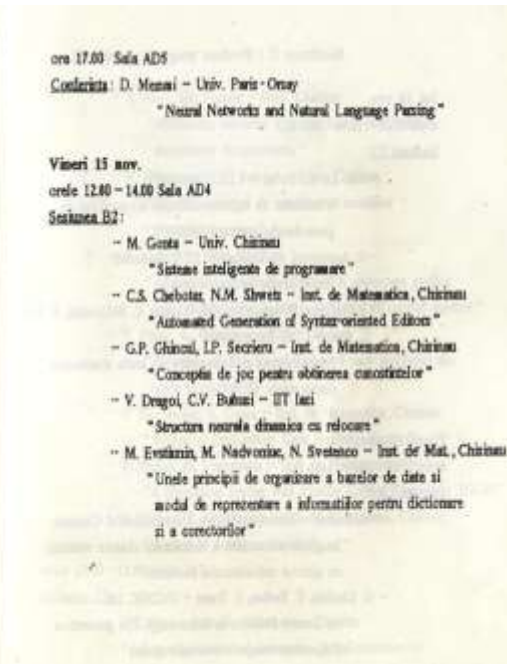 ora 17.00 Sala AD5
Conferinta: D. Memmi - Univ. Paris-Orsay
"Neural Networks and Natural Language Parsing"
Vineri 15 nov.
orele 12.00 - 14.00 Sala AD4
Sesiunea B2:
- M. Gonta - Univ. Chisinau
"Sisteme inteligente de programare"
- C.S. Chebotar, N.M. Shvets - Inst. de Matematica, Chisinau
"Automated Generation of Syntax-oriented Editors"
- G.P. Ghincul, I.P. Secrieru - Inst. de Matematica, Chisinau
"Conceptia de joc pentru obtinerea cunostintelor"
- V. Dragoi, C.V. - IIT Iasi
"Structura neurala dinamica cu relocare"
- M. Evstiunin, M. Nadvoniuc, N. Svetenco - Inst. de Mat., Chisinau
"Unele principii de organizare a bazelor de date si
modul de reprezentare a informatiilor pentru dictionare
si a corectorilor"